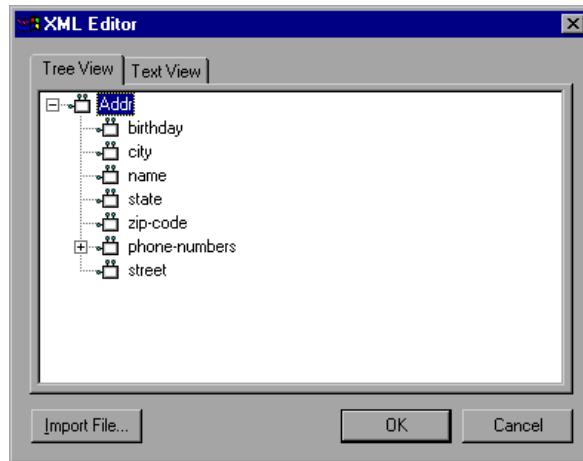 XML Editor
Tree View Text View
Addr
birthday
city
name
state
zip-code
phone-numbers
street
Import File... OK Cancel